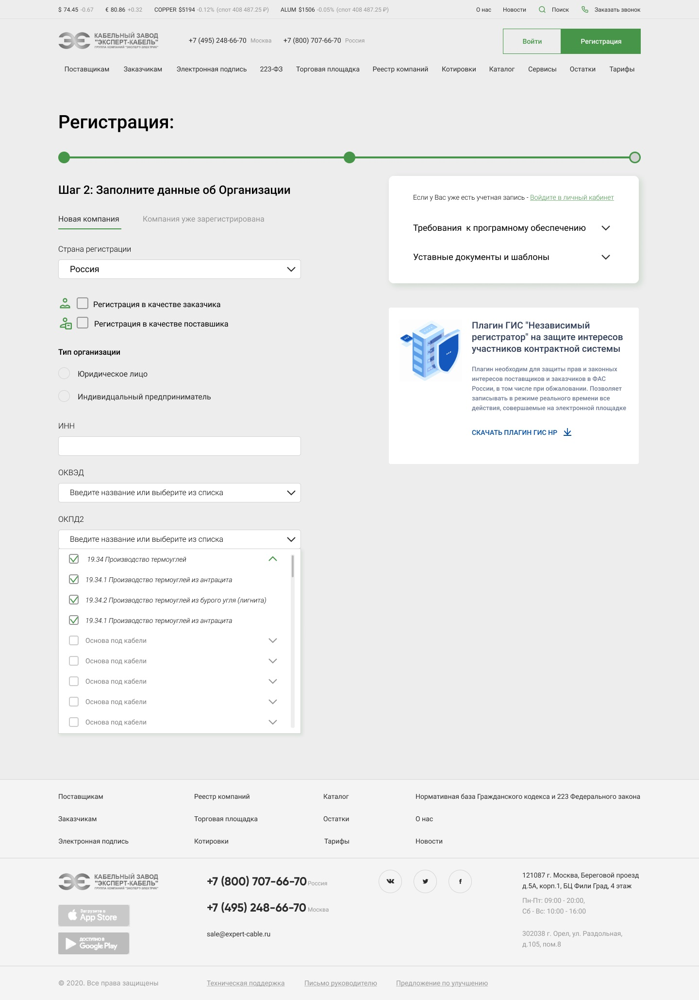 $ 74.45 -0.67 € 80.86 +0.32 COPPER $5194 -0.12% (спот 408 487.25 ₽) ALUM $1506 -0.05% (спот 408 487.25 ₽) О нас Новости Поиск Заказать звонок
КАБЕЛЬНЫЙ ЗАВОД
"ЭКСПЕРТ-КАБЕЛЬ"
ГРУППА КОМПАНИЙ "ЭКСПЕРТ-ЭЛЕКТРИК"
+7 (495) 248-66-70 Москва +7 (800) 707-66-70 Россия
Войти Регистрация
Поставщикам Заказчикам Электронная подпись 223-ФЗ Торговая площадка Реестр компаний Котировки Каталог Сервисы Остатки Тарифы
Регистрация:
Шаг 2: Заполните данные об Организации
Новая компания Компания уже зарегистрирована
Страна регистрации
Россия
Регистрация в качестве заказчика
Регистрация в качестве поставшика
Тип организации
Юридическое лицо
Индивидцальный предприниматель
ИНН
ОКВЭД
Введите название или выберите из списка
ОКПД2
Введите название или выберите из списка
19.34 Производство термоуглей
19.34.1 Производство термоуглей из антрацита
19.34.2 Производство термоуглей из бурого угля (лигнита)
19.34.1 Производство термоуглей из антрацита
Основа под кабели
Основа под кабели
Основа под кабели
Основа под кабели
Основа под кабели
Если у Вас уже есть учетная запись - Войдите в личный кабинет
Требования к програмному обеспечению
Уставные документы и шаблоны
Плагин ГИС "Независимый
регистратор" на защите интересов
участников контрактной системы
Плагин необходим для защиты прав и законных
интересов поставщиков и заказчиков в ФАС
России, в том числе при обжаловании. Позволяет
записывать в режиме реального времени все
действия, совершаемые на электронной площадке
СКАЧАТЬ ПЛАГИН ГИС НР
Поставщикам Реестр компаний Каталог Нормативная база Гражданского кодекса и 223 Федерального закона
Заказчикам Торговая площадка Остатки О нас
Электронная подпись Котировки Тарифы Новости
КАБЕЛЬНЫЙ ЗАВОД
"ЭКСПЕРТ-КАБЕЛЬ"
ГРУППА КОМПАНИЙ "ЭКСПЕРТ-ЭЛЕКТРИК"
Загрузите в
App Store
ДОСТУПНО В
Google Play
+7 (800) 707-66-70 Россия
+7 (495) 248-66-70 Москва
sale@expert-cable.ru
121087 г. Москва, Береговой проезд
д.5А, корп.1, БЦ Фили Град, 4 этаж
Пн-Пт: 09:00 - 20:00,
Сб - Вс: 10:00 - 16:00
302038 г. Орел, ул. Раздольная,
д.105, пом.8
© 2020. Все права защищены Техническая поддержка Письмо руководителю Предложение по улучшению